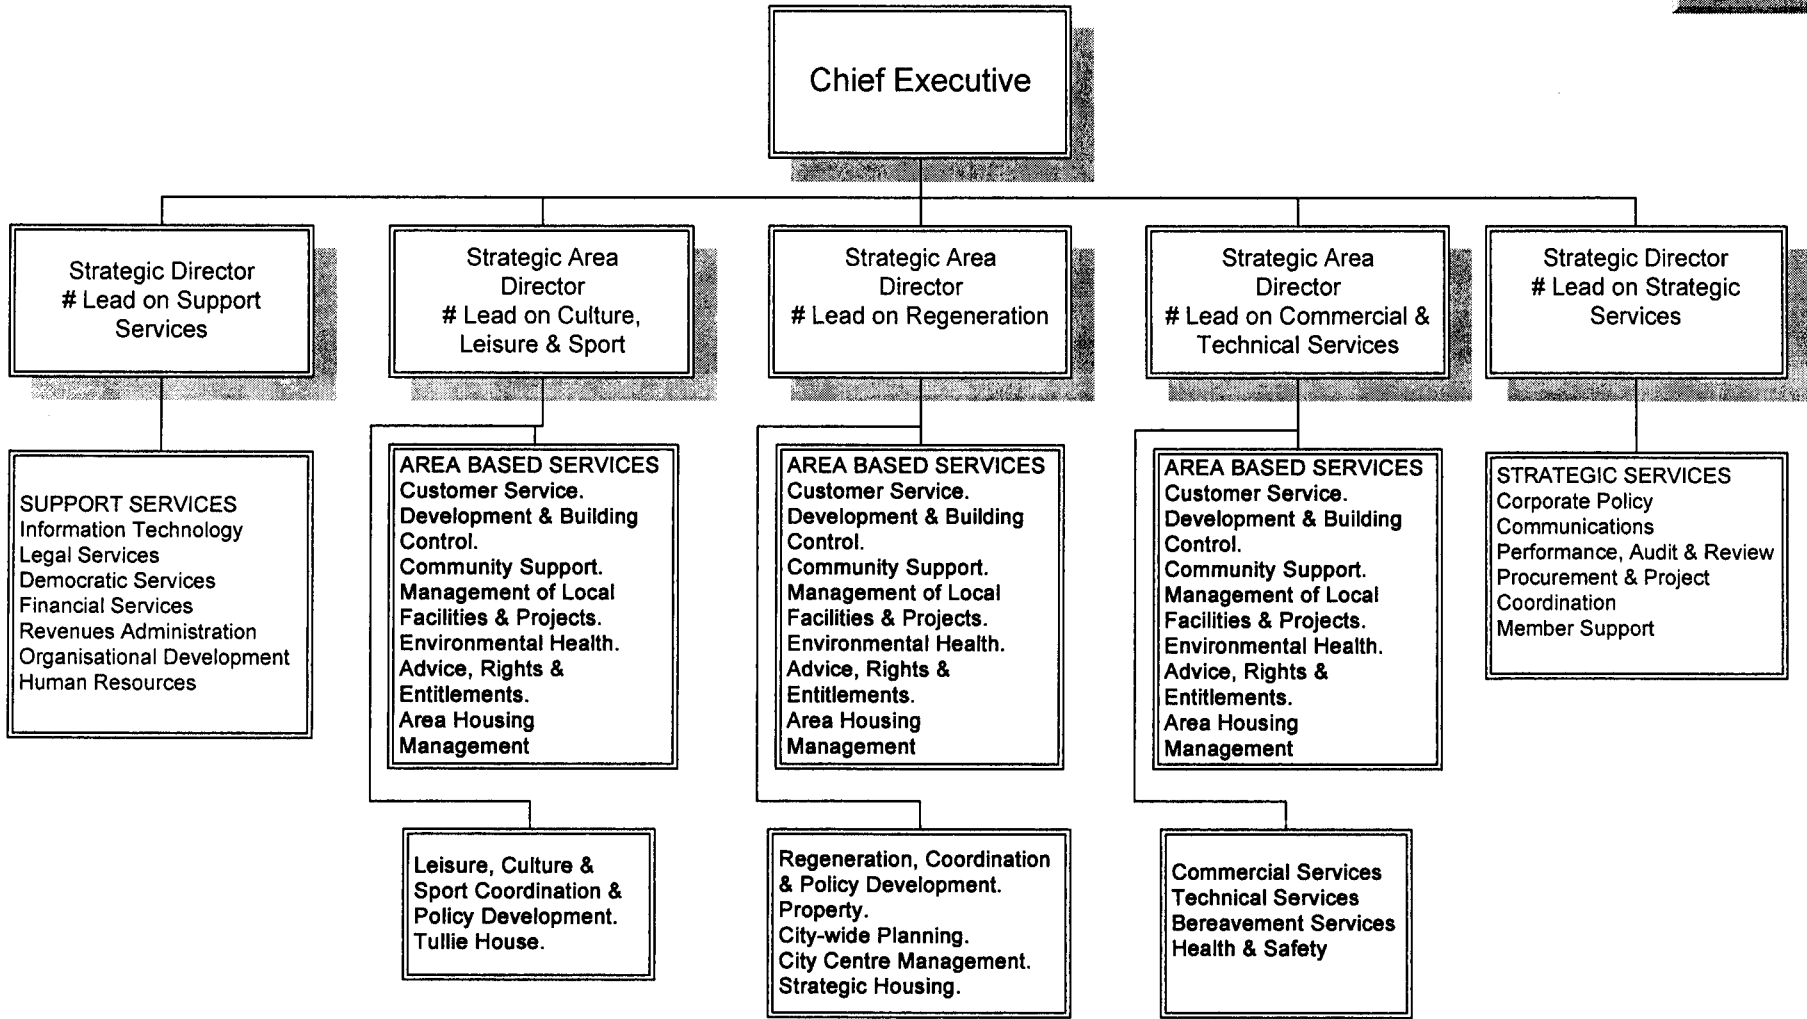 Chief Executive
Strategic Director
# Lead on Support
Services
Strategic Area
Director
# Lead on Culture,
Leisure & Sport
Strategic Area
Director
# Lead on Regeneration
Strategic Area
Director
# Lead on Commercial &
Technical Services
Strategic Director
# Lead on Strategic
Services
SUPPORT SERVICES
Information Technology
Legal Services
Democratic Services
Financial Services
Revenues Administration
Organisational Development
Human Resources
AREA BASED SERVICES
Customer Service.
Development & Building
Control.
Community Support.
Management of Local
Facilities & Projects.
Environmental Health.
Advice, Rights &
Entitlements.
Area Housing
Management
AREA BASED SERVICES
Customer Service.
Development & Building
Control.
Community Support.
Management of Local
Facilities & Projects.
Environmental Health.
Advice, Rights &
Entitlements.
Area Housing
Management
AREA BASED SERVICES
Customer Service.
Development & Building
Control.
Community Support.
Management of Local
Facilities & Projects.
Environmental Health.
Advice, Rights &
Entitlements.
Area Housing
Management
STRATEGIC SERVICES
Corporate Policy
Communications
Performance, Audit & Review
Procurement & Project
Coordination
Member Support
Leisure, Culture &
Sport Coordination &
Policy Development.
Tullie House.
Regeneration, Coordination
& Policy Development.
Property.
City-wide Planning.
City Centre Management.
Strategic Housing.
Commercial Services
Technical Services
Bereavement Services
Health & Safety